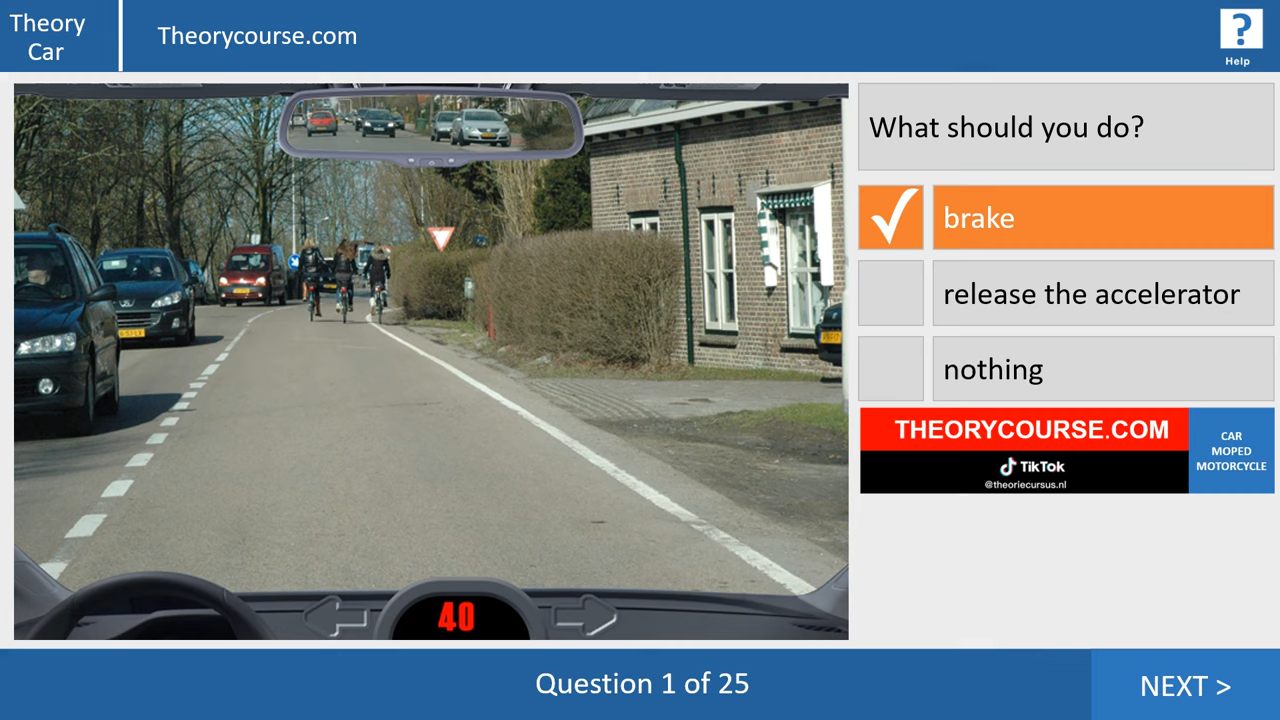 Theory
Car
Theorycourse.com
?
Help
What should you do?
brake
release the accelerator
nothing
THEORYCOURSE.COM
TikTok
@theoriecursus.nl
CAR
MOPED
MOTORCYCLE
40
Question 1 of 25
NEXT >